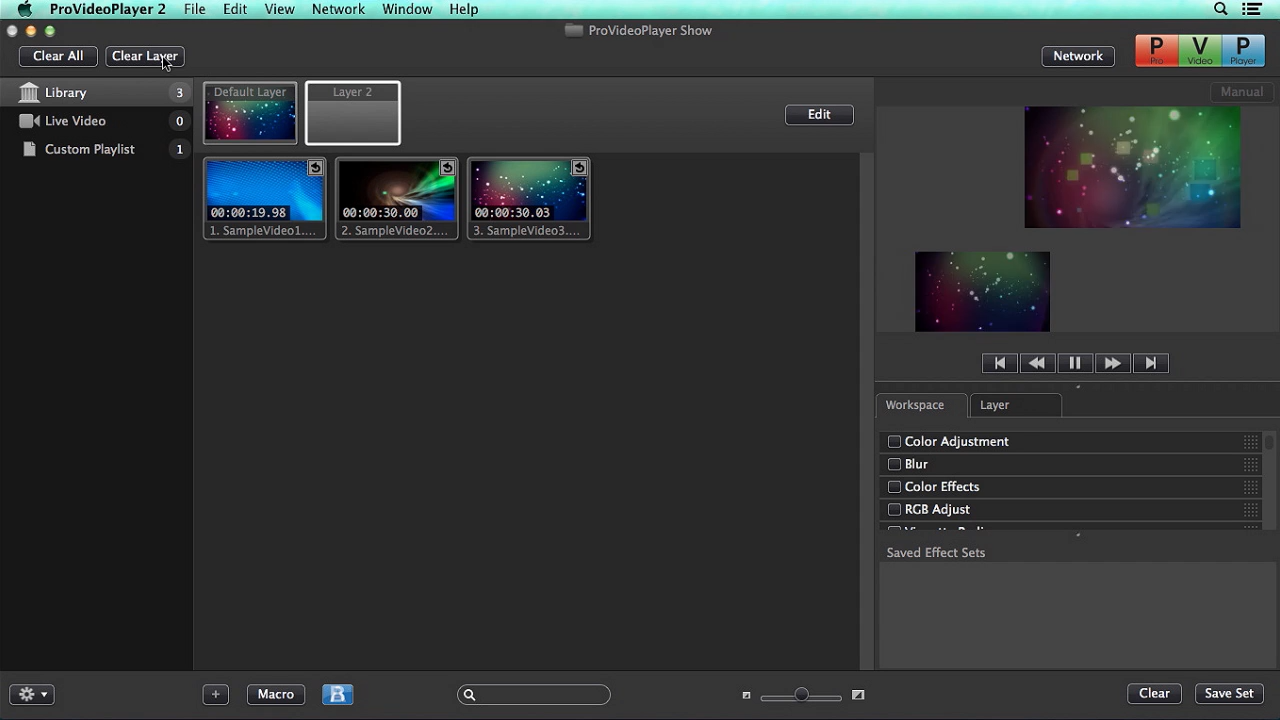 ProVideoPlayer 2 File Edit View Network Window Help
ProVideoPlayer Show
Clear All Clear Layer Network
P Pro V Video P Player
Library 3
Live Video 0
Custom Playlist 1
Default Layer Layer 2
Edit
Manual
00:00:19.98 00:00:30.00 00:00:30.03
1. SampleVideo1.... 2. SampleVideo2.... 3. SampleVideo3....
Workspace Layer
Color Adjustment
Blur
Color Effects
RGB Adjust
Saved Effect Sets
+ Macro
Clear Save Set